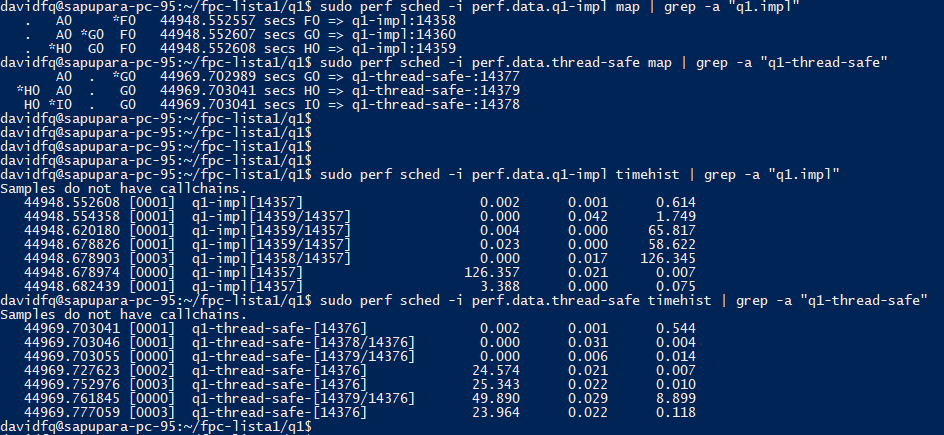 davidfq@sapupara-pc-95:~/fpc-lista1/q1$ sudo perf sched -i perf.data.q1-impl map | grep -a "q1.impl"
  .   A0     *F0   44948.552557 secs F0 => q1-impl:14358
  .   A0 *G0  F0   44948.552607 secs G0 => q1-impl:14360
  .  *H0  G0  F0   44948.552608 secs H0 => q1-impl:14359
davidfq@sapupara-pc-95:~/fpc-lista1/q1$ sudo perf sched -i perf.data.thread-safe map | grep -a "q1-thread-safe"
      A0  .  *G0   44969.702989 secs G0 => q1-thread-safe-:14377
 *H0  A0  .   G0   44969.703041 secs H0 => q1-thread-safe-:14379
  H0 *I0  .   G0   44969.703041 secs I0 => q1-thread-safe-:14378
davidfq@sapupara-pc-95:~/fpc-lista1/q1$
davidfq@sapupara-pc-95:~/fpc-lista1/q1$
davidfq@sapupara-pc-95:~/fpc-lista1/q1$
davidfq@sapupara-pc-95:~/fpc-lista1/q1$
davidfq@sapupara-pc-95:~/fpc-lista1/q1$ sudo perf sched -i perf.data.q1-impl timehist | grep -a "q1.impl"
Samples do not have callchains.
   44948.552608 [0001]  q1-impl[14357]                      0.002      0.001      0.614
   44948.554358 [0001]  q1-impl[14359/14357]                0.000      0.042      1.749
   44948.620180 [0001]  q1-impl[14359/14357]                0.004      0.000     65.817
   44948.678826 [0001]  q1-impl[14359/14357]                0.023      0.000     58.622
   44948.678903 [0003]  q1-impl[14358/14357]                0.000      0.017    126.345
   44948.678974 [0000]  q1-impl[14357]                    126.357      0.021      0.007
   44948.682439 [0000]  q1-impl[14357]                      3.388      0.000      0.075
davidfq@sapupara-pc-95:~/fpc-lista1/q1$ sudo perf sched -i perf.data.thread-safe timehist | grep -a "q1-thread-safe"
Samples do not have callchains.
   44969.703041 [0001]  q1-thread-safe-[14376]              0.002      0.001      0.544
   44969.703046 [0001]  q1-thread-safe-[14378/14376]        0.000      0.031      0.004
   44969.703055 [0000]  q1-thread-safe-[14379/14376]        0.000      0.006      0.014
   44969.727623 [0002]  q1-thread-safe-[14376]             24.574      0.021      0.007
   44969.752976 [0003]  q1-thread-safe-[14376]             25.343      0.022      0.010
   44969.761845 [0000]  q1-thread-safe-[14379/14376]       49.890      0.029      8.899
   44969.777059 [0003]  q1-thread-safe-[14376]             23.964      0.022      0.118
davidfq@sapupara-pc-95:~/fpc-lista1/q1$